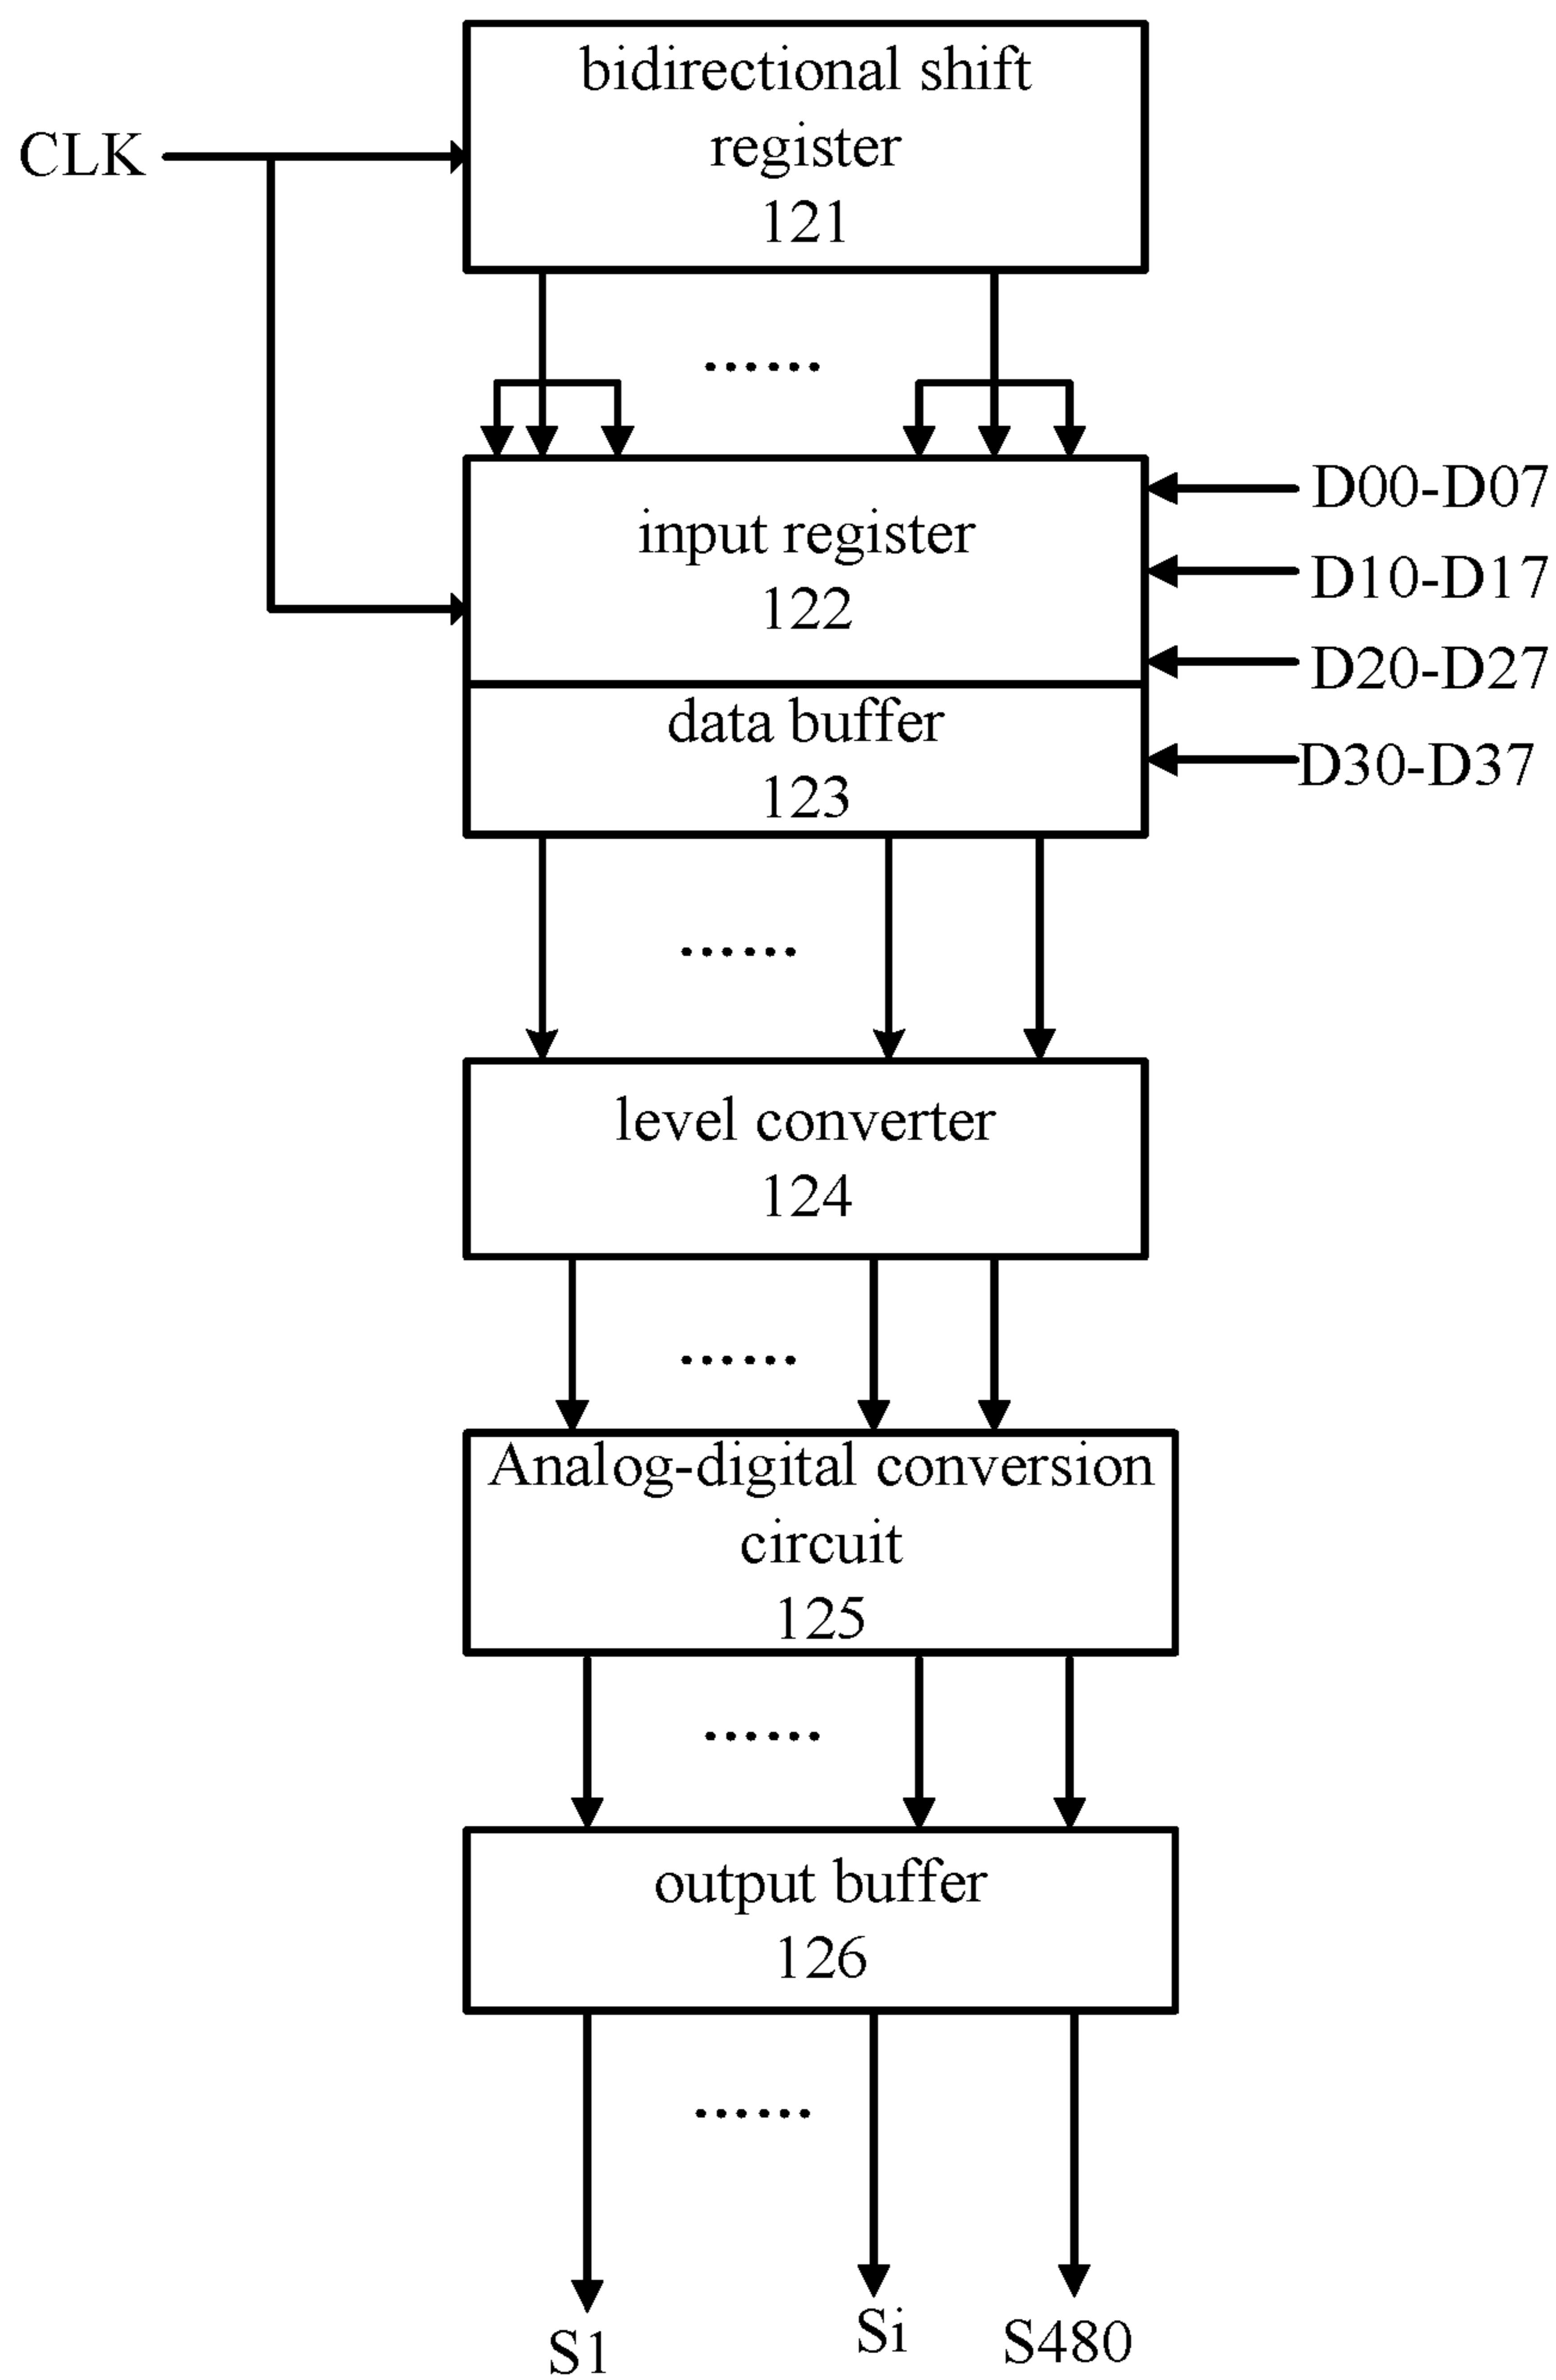 bidirectional shift
register
121
CLK
......
input register
122
D00-D07
D10-D17
D20-D27
data buffer
123
D30-D37
......
level converter
124
......
Analog-digital conversion
circuit
125
......
output buffer
126
......
S1
Si
S480